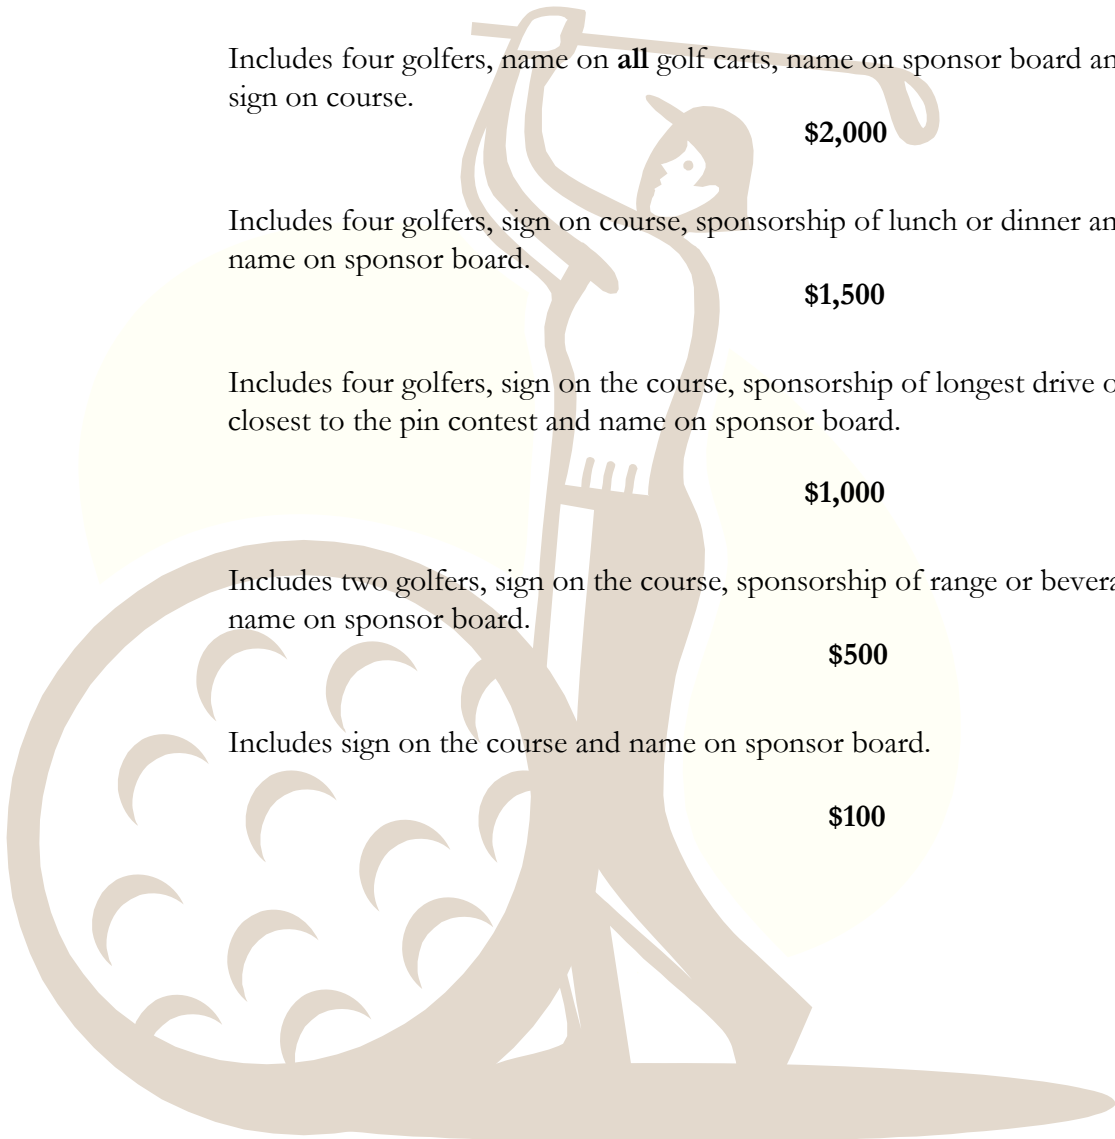 Includes four golfers, name on all golf carts, name on sponsor board
sign on course.
$2,000
Includes four golfers, sign on course, sponsorship of lunch or dinner
name on sponsor board.
$1,500
Includes four golfers, sign on the course, sponsorship of longest drive
closest to the pin contest and name on sponsor board.
$1,000
Includes two golfers, sign on the course, sponsorship of range or
name on sponsor board.
$500
Includes sign on the course and name on sponsor board.
$100